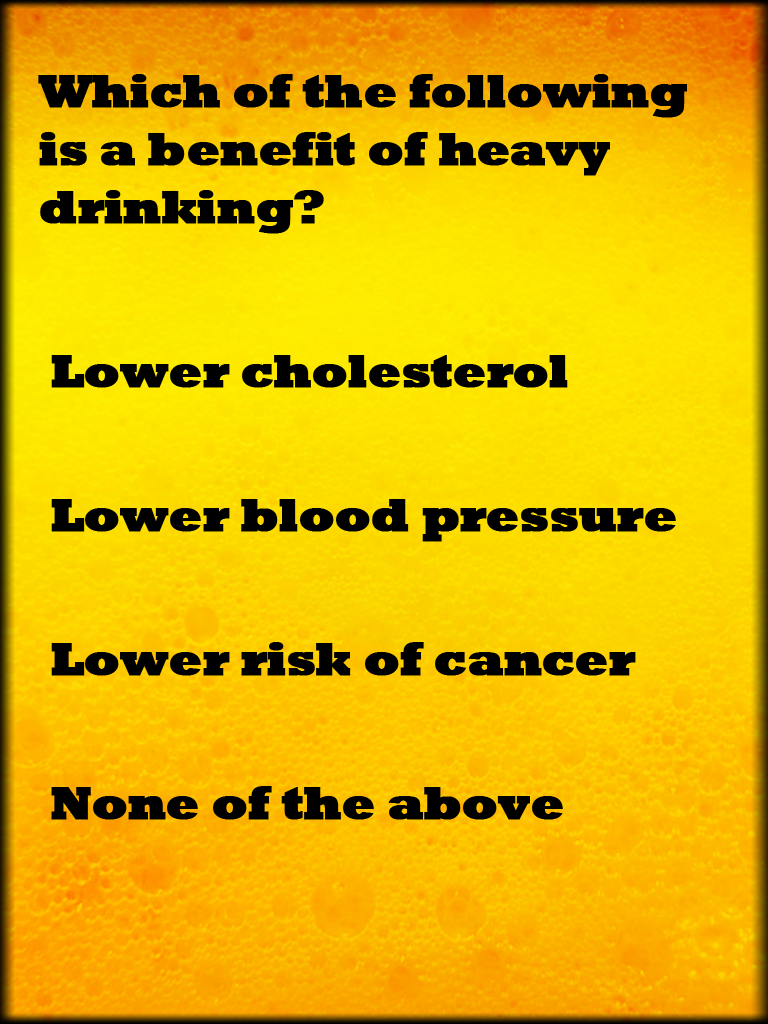 Which of the following
is a benefit of heavy
drinking?
Lower cholesterol
Lower blood pressure
Lower risk of cancer
None of the above